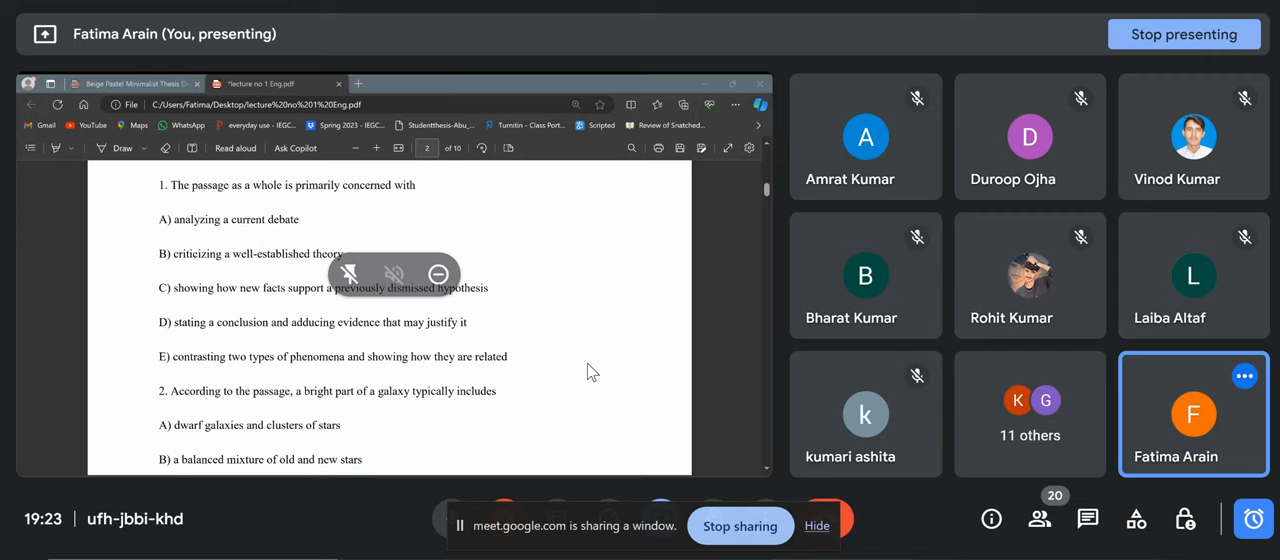 Fatima Arain (You, presenting)
Stop presenting
Beige Pastel Minimalist Thesis D
*lecture no 1 Eng.pdf
File
C:/Users/Fatima/Desktop/lecture%20no%201%20Eng.pdf
Gmail
YouTube
Maps
WhatsApp
everyday use - IEGC...
Spring 2023 - IEGC...
Studentthesis-Abu_...
Turnitin - Class Port...
Scripted
Review of Snatched...
Draw
Read aloud
Ask Copilot
2
of 10
1. The passage as a whole is primarily concerned with
A) analyzing a current debate
B) criticizing a well-established theory
C) showing how new facts support a previously dismissed hypothesis
D) stating a conclusion and adducing evidence that may justify it
E) contrasting two types of phenomena and showing how they are related
2. According to the passage, a bright part of a galaxy typically includes
A) dwarf galaxies and clusters of stars
B) a balanced mixture of old and new stars
A
Amrat Kumar
D
Duroop Ojha
Vinod Kumar
B
Bharat Kumar
Rohit Kumar
L
Laiba Altaf
k
kumari ashita
K
G
11 others
F
Fatima Arain
19:23
ufh-jbbi-khd
meet.google.com is sharing a window.
Stop sharing
Hide
20